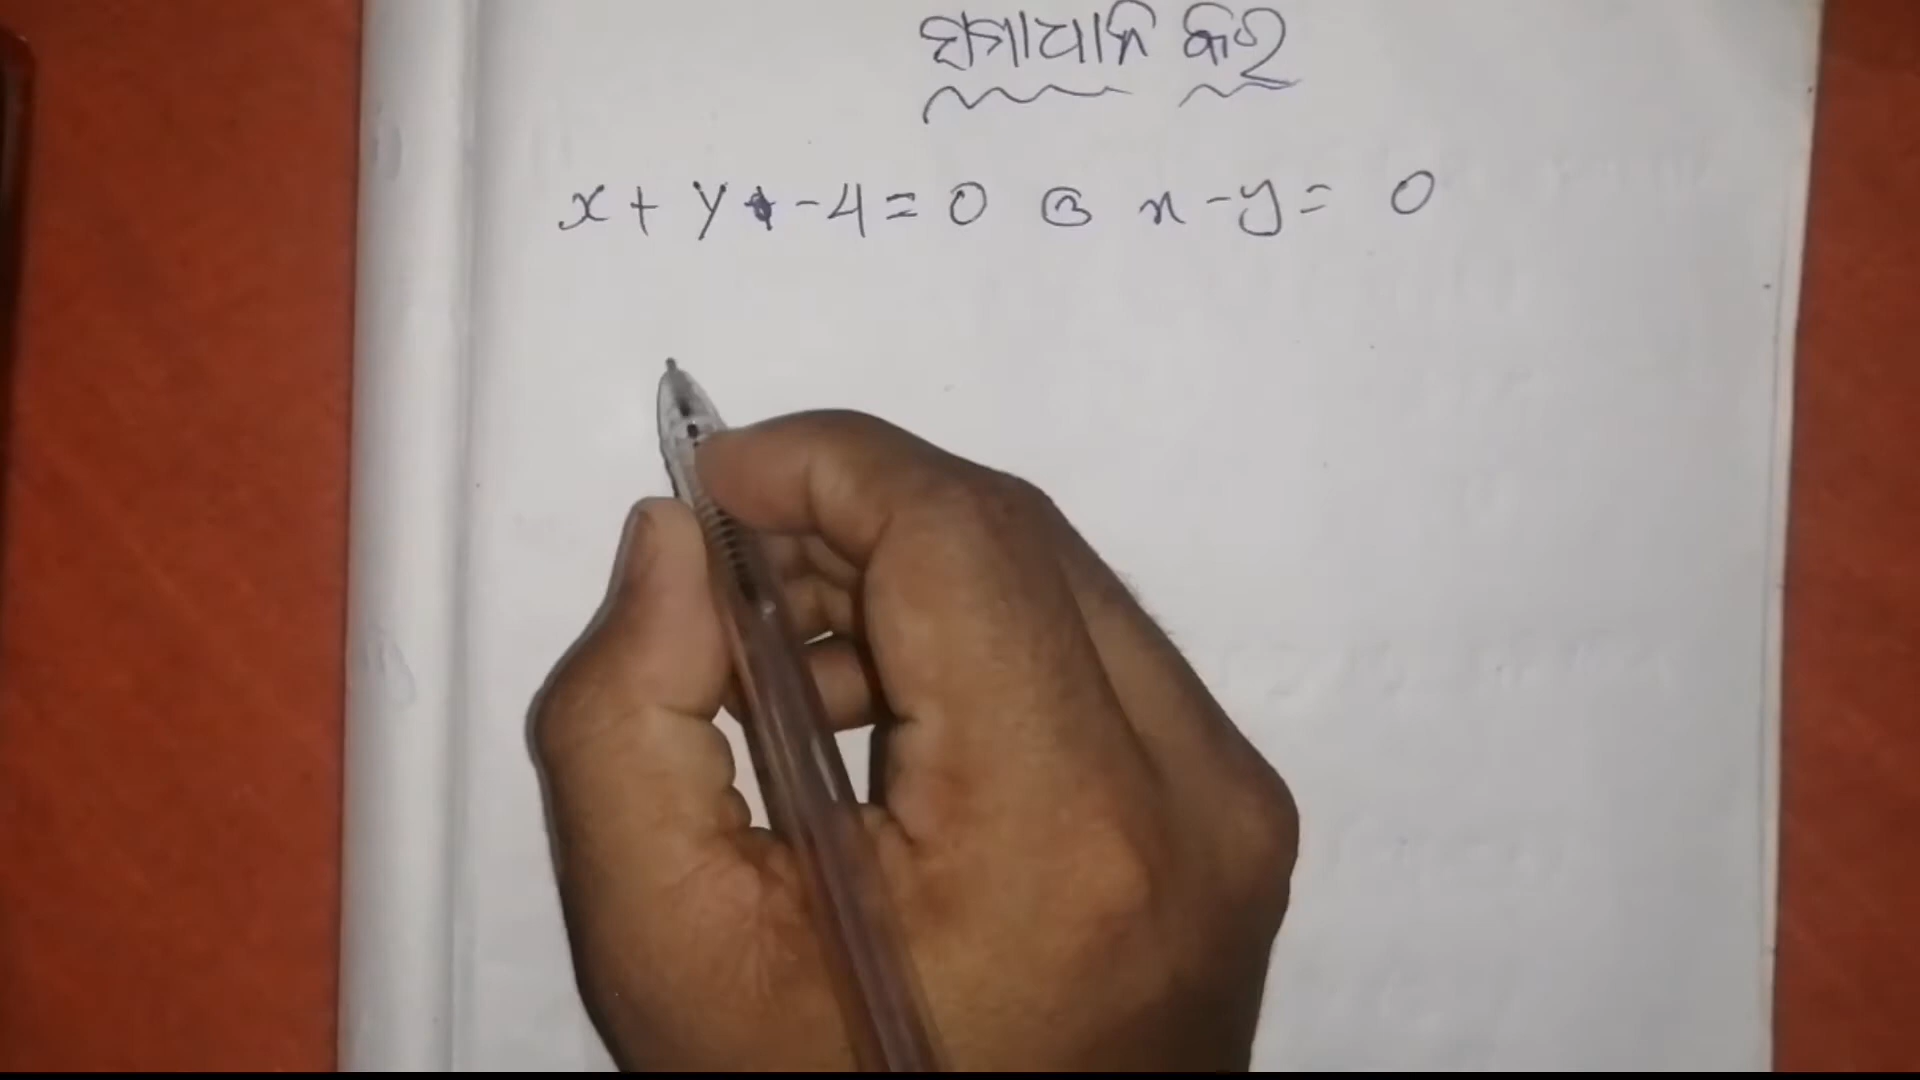 ସମାଧାନ କର
x + y - 4 = 0 ଓ x - y = 0